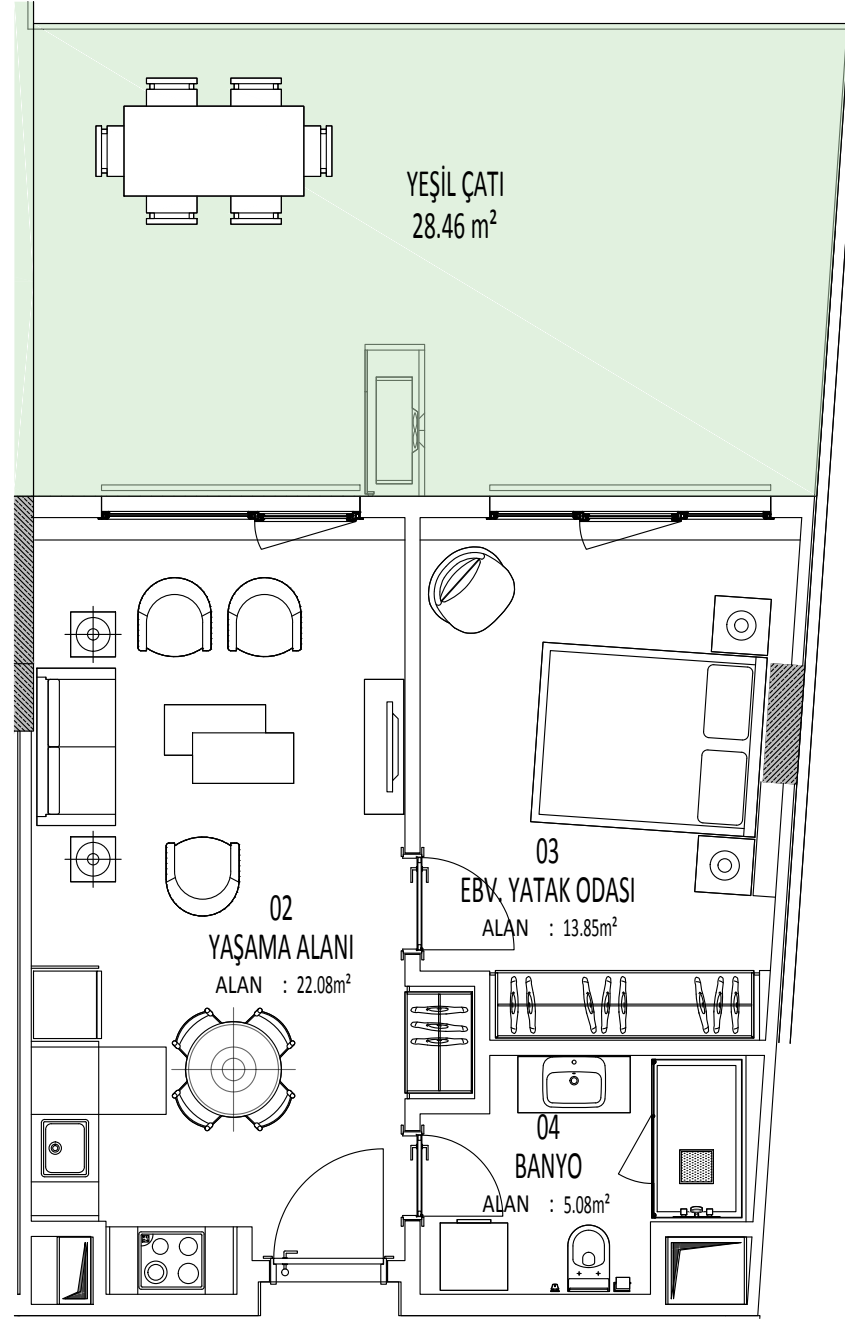 YEŞİL ÇATI
28.46 m²
03
EBV. YATAK ODASI
ALAN : 13.85m²
02
YAŞAMA ALANI
ALAN : 22.08m²
04
BANYO
ALAN : 5.08m²